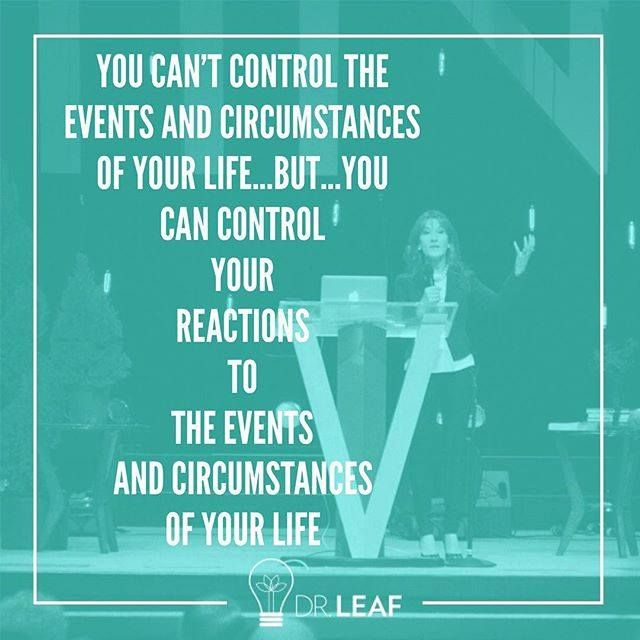 YOU CAN'T CONTROL THE
EVENTS AND CIRCUMSTANCES
OF YOUR LIFE...BUT...YOU
CAN CONTROL
YOUR
REACTIONS
TO
THE EVENTS
AND CIRCUMSTANCES
OF YOUR LIFE
DR. LEAF